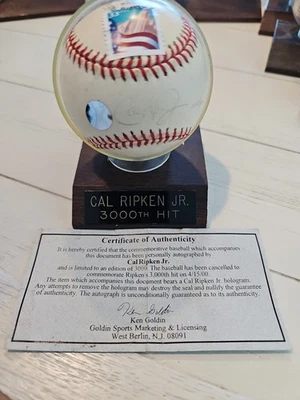 CAL RIPKEN JR.
3000TH HIT
Certificate of Authenticity
It is hereby certified that the commemorative baseball which accompanies
this document has been personally autographed by
Cal Ripken Jr.
and is limited to an edition of 3000. The baseball has been cancelled to
commemorate Ripken's 3,000th hit on 4/15/00.
The item which accompanies this document bears a Cal Ripken Jr. hologram.
Any attempts to remove the hologram may destroy the seal and nullify the guarantee
of authenticity. The autograph is unconditionally guaranteed as to its authenticity.
Ken Goldin
Ken Goldin
Goldin Sports Marketing & Licensing
West Berlin, N.J. 08091